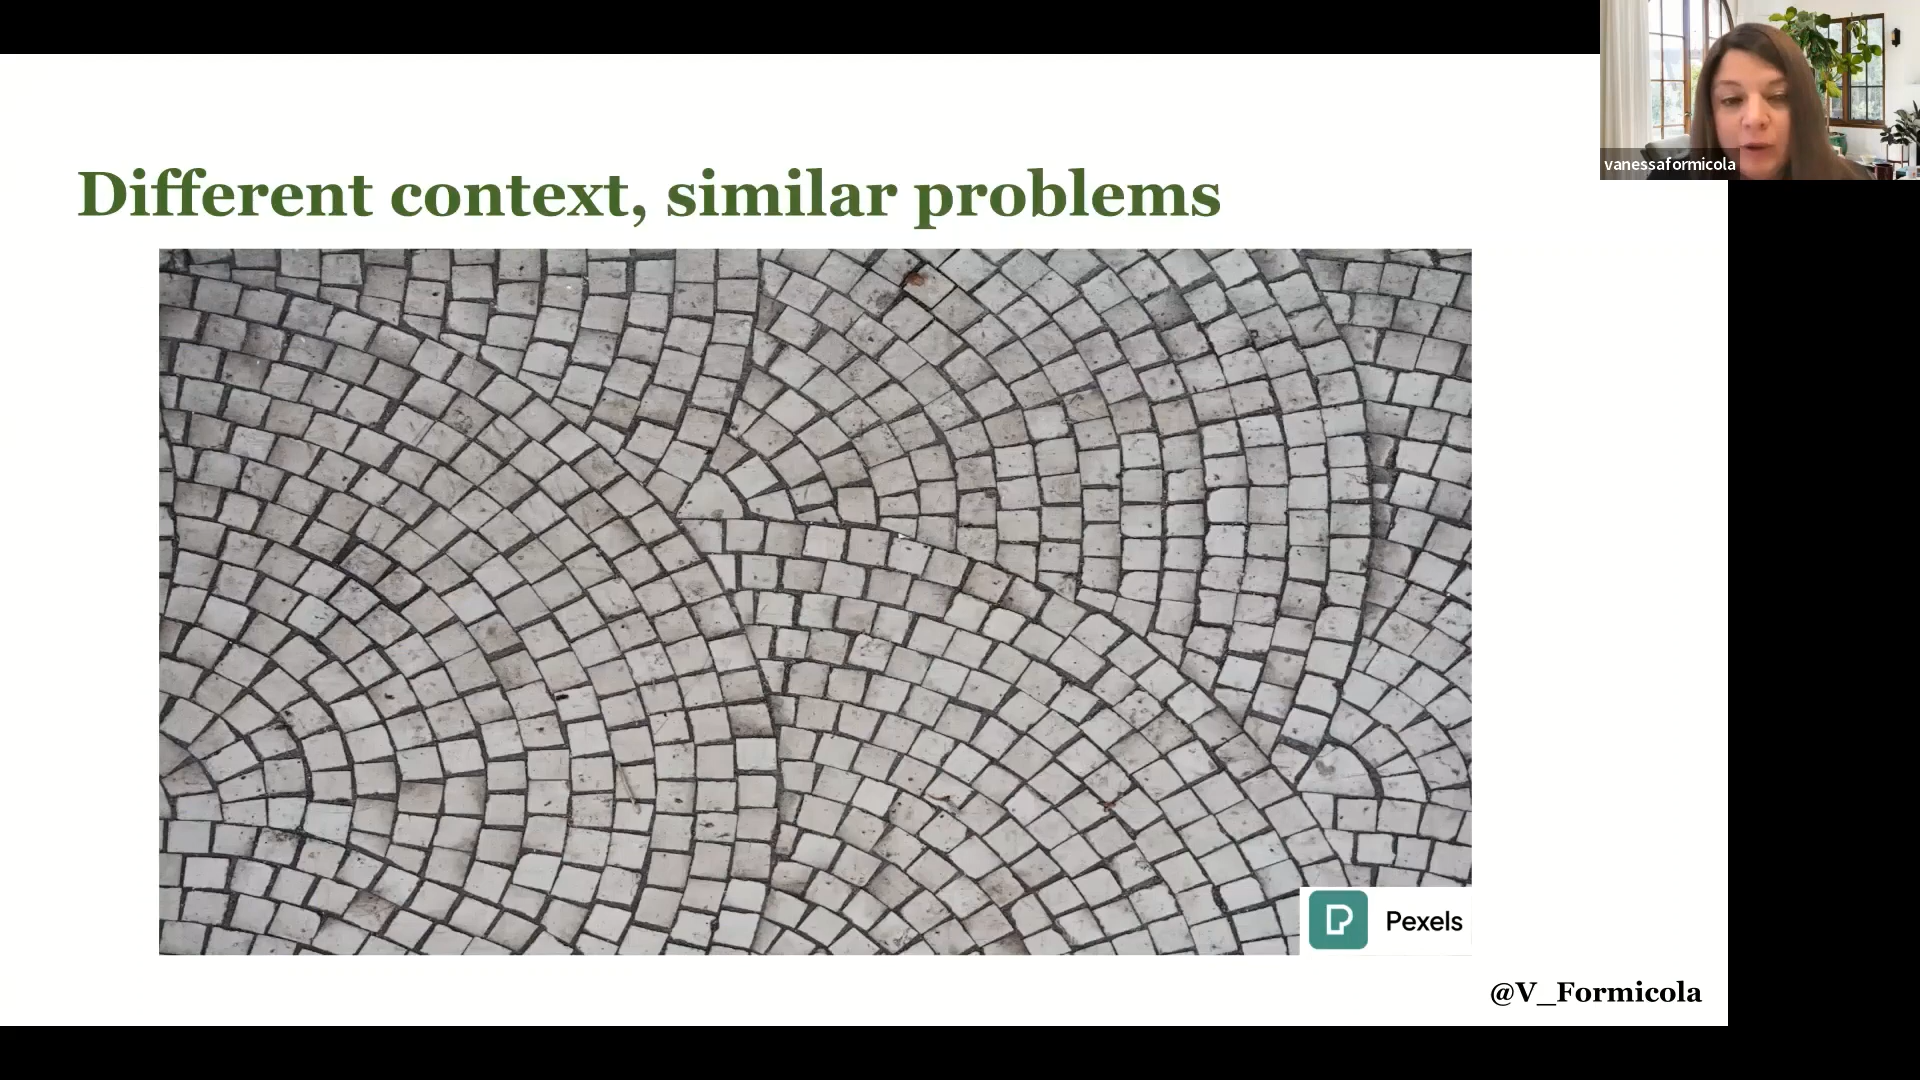 vanessaformicola
Different context, similar problems
Pexels
@V_Formicola